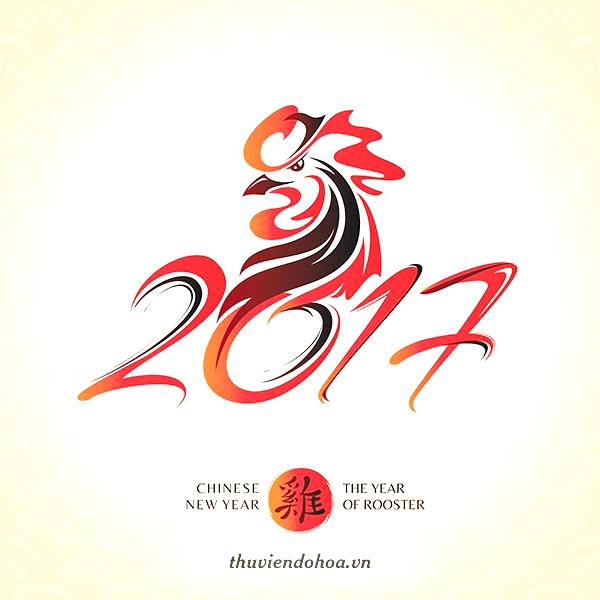 2017
CHINESE
NEW YEAR
雞
THE YEAR
OF ROOSTER
thuviendohoa.vn